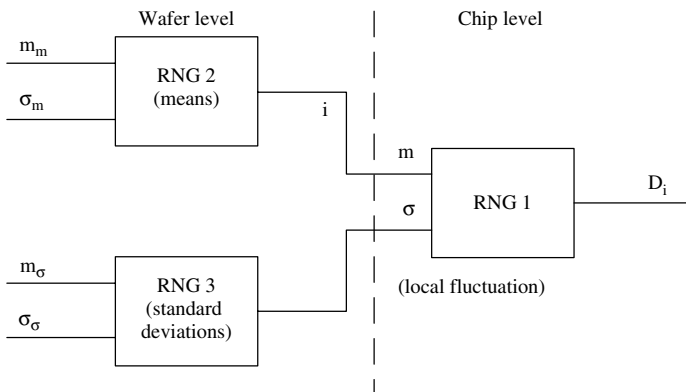 Wafer level
Chip level
m_m
σ_m
RNG 2
(means)
i
m
σ
RNG 1
D_i
(local fluctuation)
m_σ
σ_σ
RNG 3
(standard
deviations)